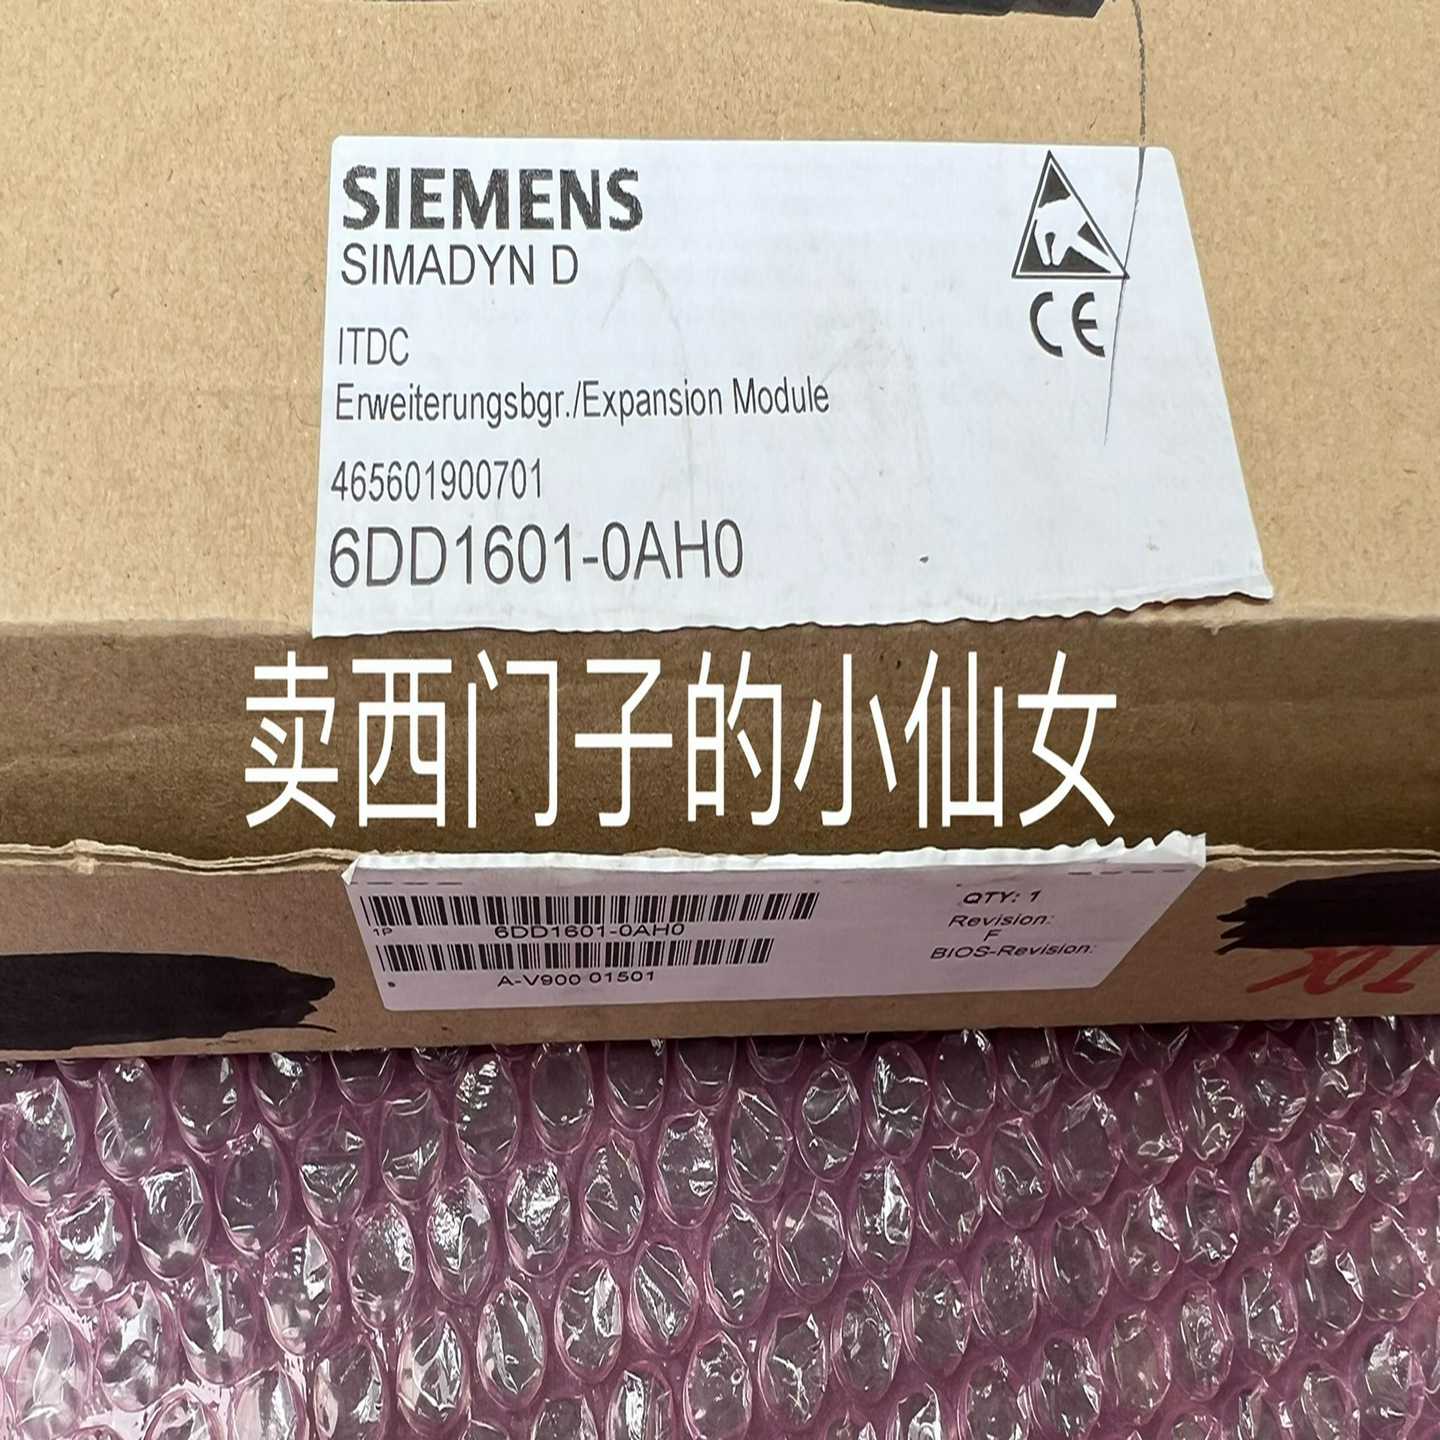 SIEMENS
SIMADYN D
ITDC
Erweiterungsbgr./Expansion Module
465601900701
6DD1601-0AH0
CE
卖西门子的小仙女
1P 6DD1601-0AH0
QTY: 1
Revision:
F
BIOS-Revision:
S A-V900 01501